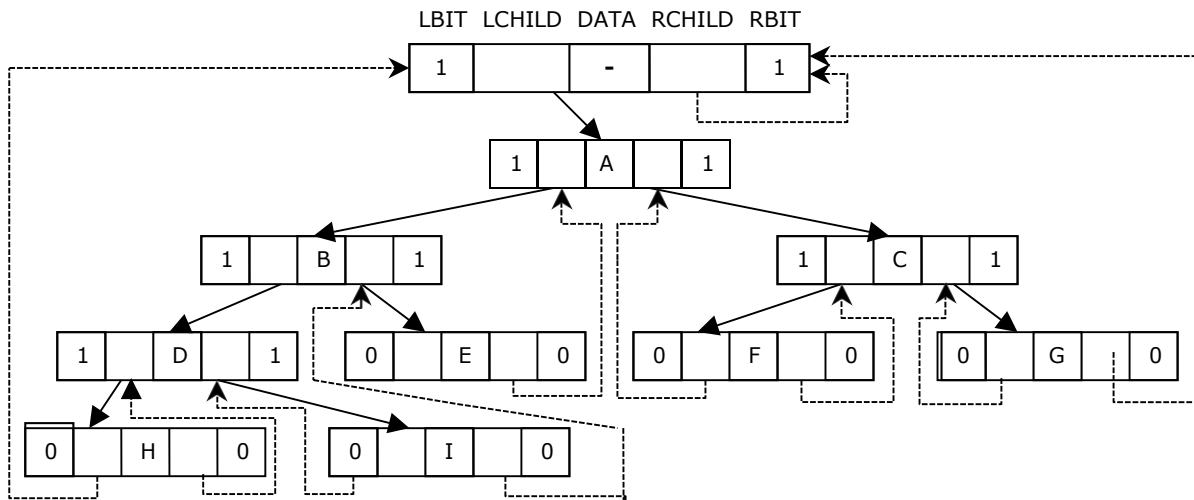 LBIT LCHILD DATA RCHILD RBIT
1 - 1
1 A 1
1 B 1 1 C 1
1 D 1 0 E 0 0 F 0 0 G 0
0 H 0 0 I 0